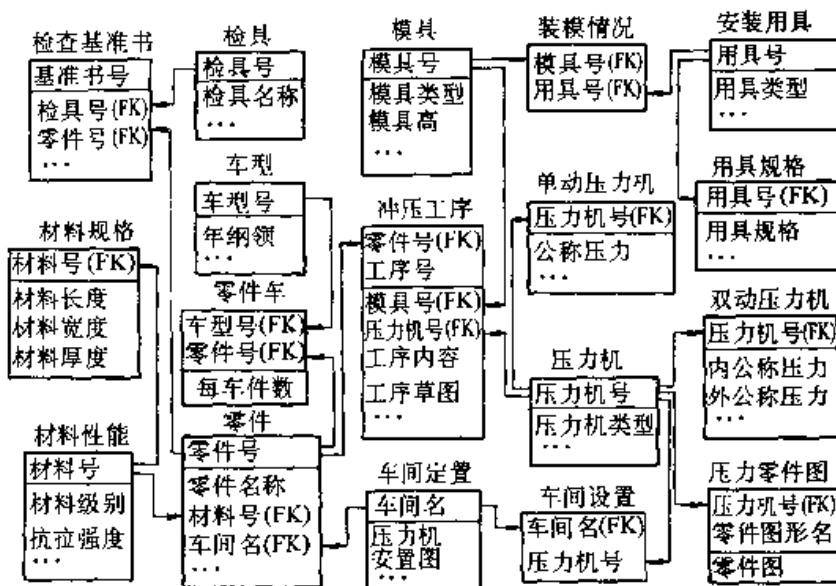 检查基准书
基准书号
检具号(FK)
零件号(FK)
...
检具
检具号
检具名称
...
模具
模具号
模具类型
模具高
...
装模情况
模具号(FK)
用具号(FK)
安装用具
用具号
用具类型
...
车型
车型号
年纲领
...
单动压力机
压力机号(FK)
公称压力
...
用具规格
用具号(FK)
用具规格
...
材料规格
材料号(FK)
材料长度
材料宽度
材料厚度
零件车
车型号(FK)
零件号(FK)
每车件数
冲压工序
零件号(FK)
工序号
模具号(FK)
压力机号(FK)
工序内容
工序草图
...
压力机
压力机号
压力机类型
...
双动压力机
压力机号(FK)
内公称压力
外公称压力
...
材料性能
材料号
材料级别
抗拉强度
...
零件
零件号
零件名称
材料号(FK)
车间名(FK)
...
车间定置
车间名
压力机
安置图
...
车间设置
车间名(FK)
压力机号
压力零件图
压力机号(FK)
零件图形名
零件图